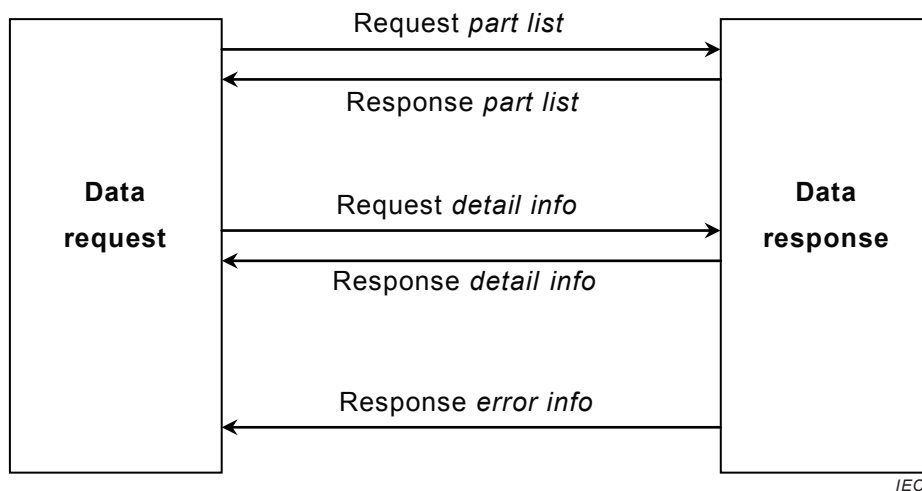 Request part list
Response part list
Data
request
Request detail info
Response detail info
Data
response
Response error info
IEC